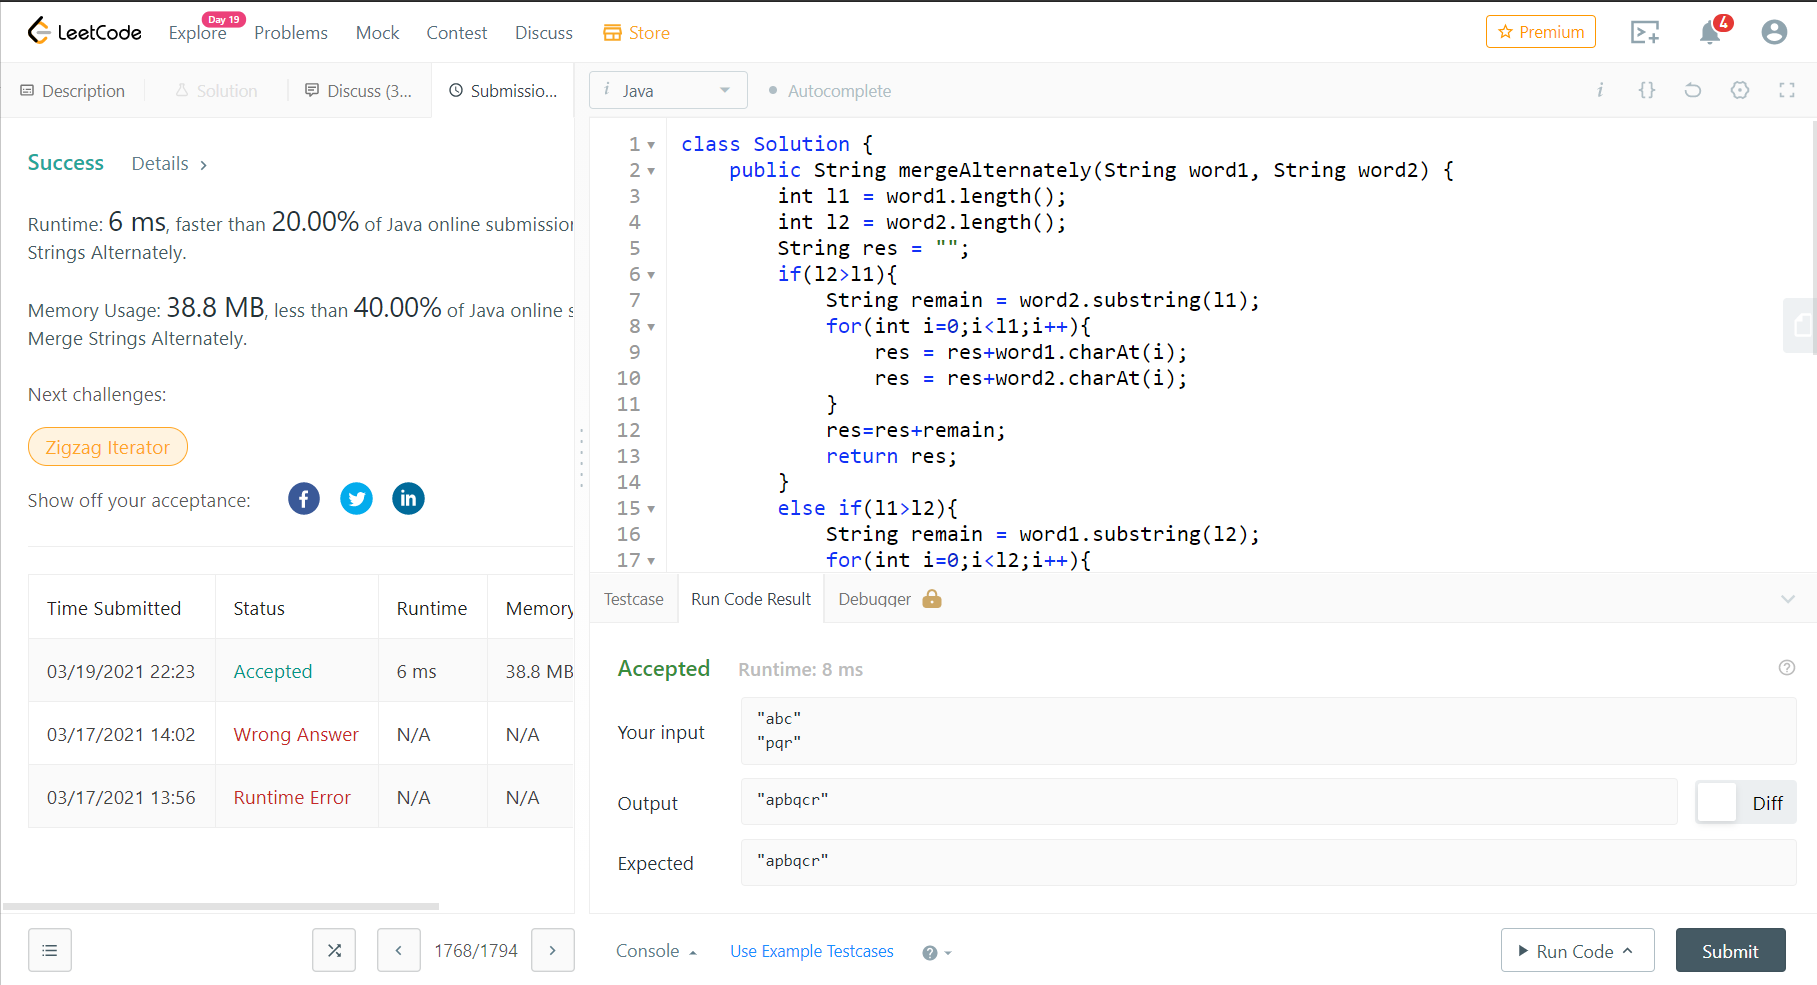 LeetCode
Explore
Day 19
Problems
Mock
Contest
Discuss
Store
Premium
4
Description
Solution
Discuss (3...
Submissio...
i Java
Autocomplete
i
{}
Success
Details >
Runtime: 6 ms, faster than 20.00% of Java online submission
Strings Alternately.
Memory Usage: 38.8 MB, less than 40.00% of Java online s
Merge Strings Alternately.
Next challenges:
Zigzag Iterator
Show off your acceptance:
Time Submitted Status Runtime Memory
03/19/2021 22:23 Accepted 6 ms 38.8 MB
03/17/2021 14:02 Wrong Answer N/A N/A
03/17/2021 13:56 Runtime Error N/A N/A
1768/1794
1 class Solution {
2 public String mergeAlternately(String word1, String word2) {
3 int l1 = word1.length();
4 int l2 = word2.length();
5 String res = "";
6 if(l2>l1){
7 String remain = word2.substring(l1);
8 for(int i=0;i<l1;i++){
9 res = res+word1.charAt(i);
10 res = res+word2.charAt(i);
11 }
12 res=res+remain;
13 return res;
14 }
15 else if(l1>l2){
16 String remain = word1.substring(l2);
17 for(int i=0;i<l2;i++){
Testcase
Run Code Result
Debugger
Accepted Runtime: 8 ms
?
Your input
"abc"
"pqr"
Output
"apbqcr"
Diff
Expected
"apbqcr"
Console
Use Example Testcases
?
Run Code
Submit